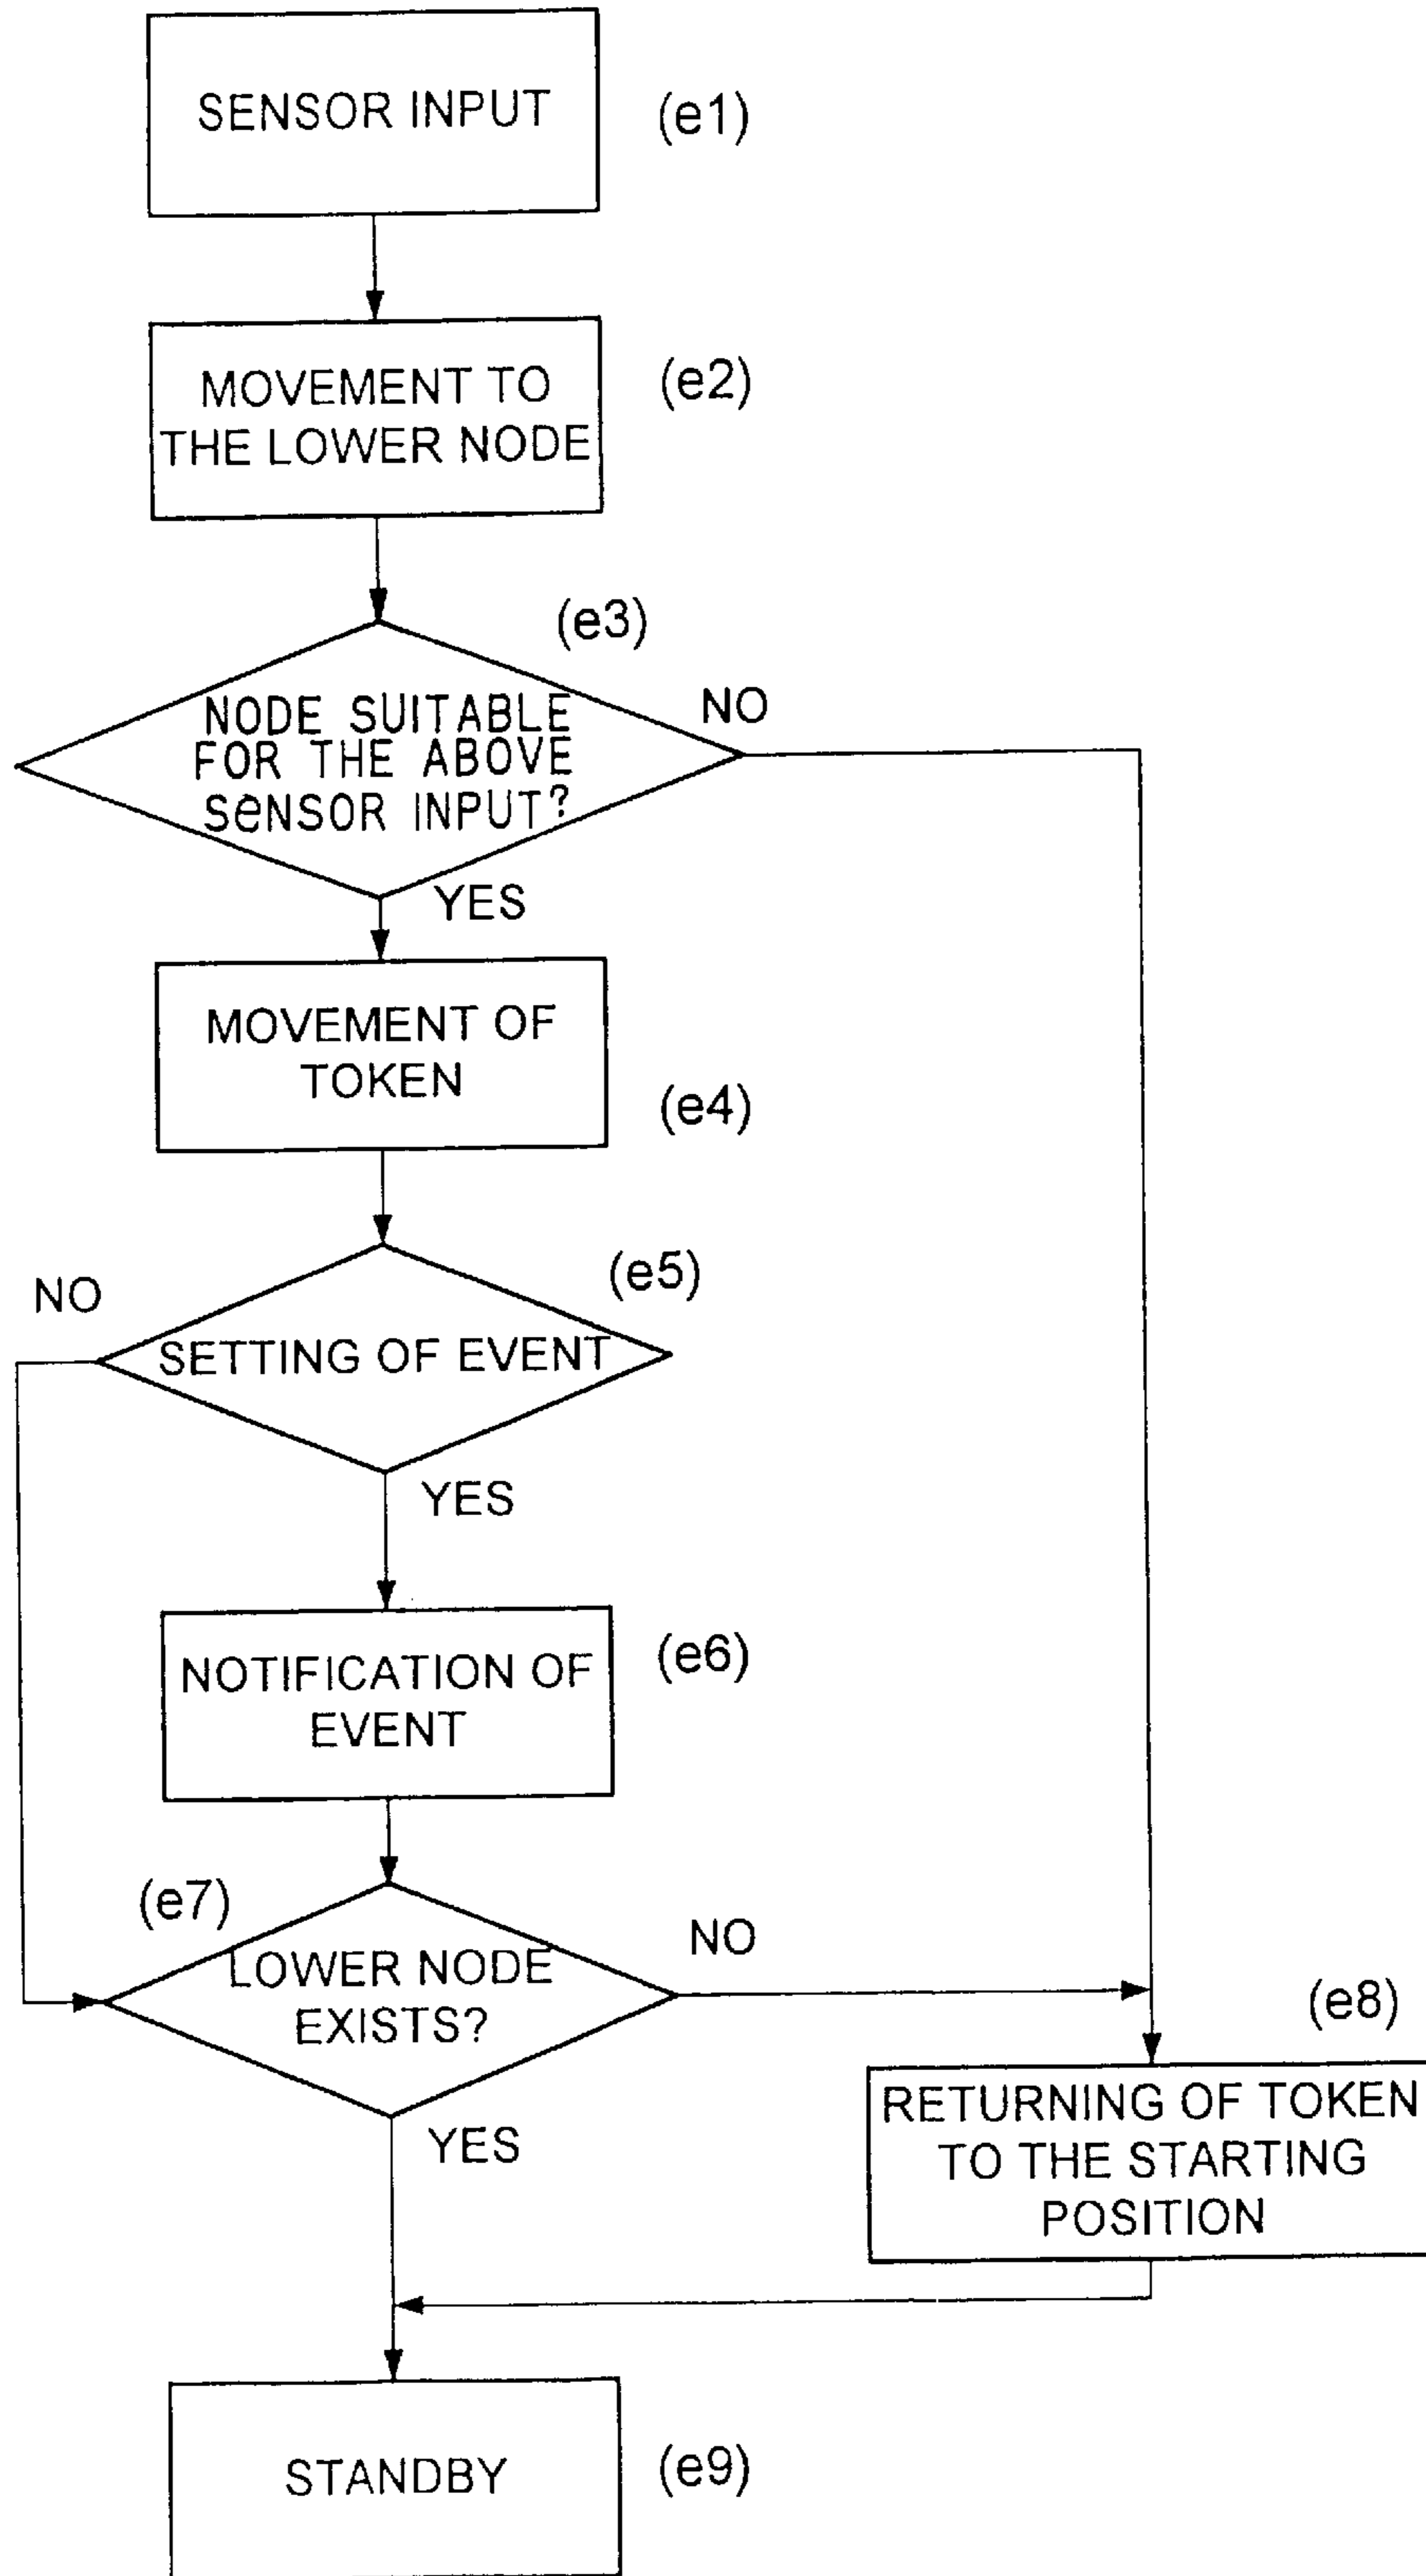 SENSOR INPUT
(e1)
MOVEMENT TO
THE LOWER NODE
(e2)
(e3)
NODE SUITABLE
FOR THE ABOVE
SeNSOR INPUT?
NO
YES
MOVEMENT OF
TOKEN
(e4)
(e5)
NO
SETTING OF EVENT
YES
NOTIFICATION OF
EVENT
(e6)
(e7)
LOWER NODE
EXISTS?
NO
YES
(e8)
RETURNING OF TOKEN
TO THE STARTING
POSITION
STANDBY
(e9)